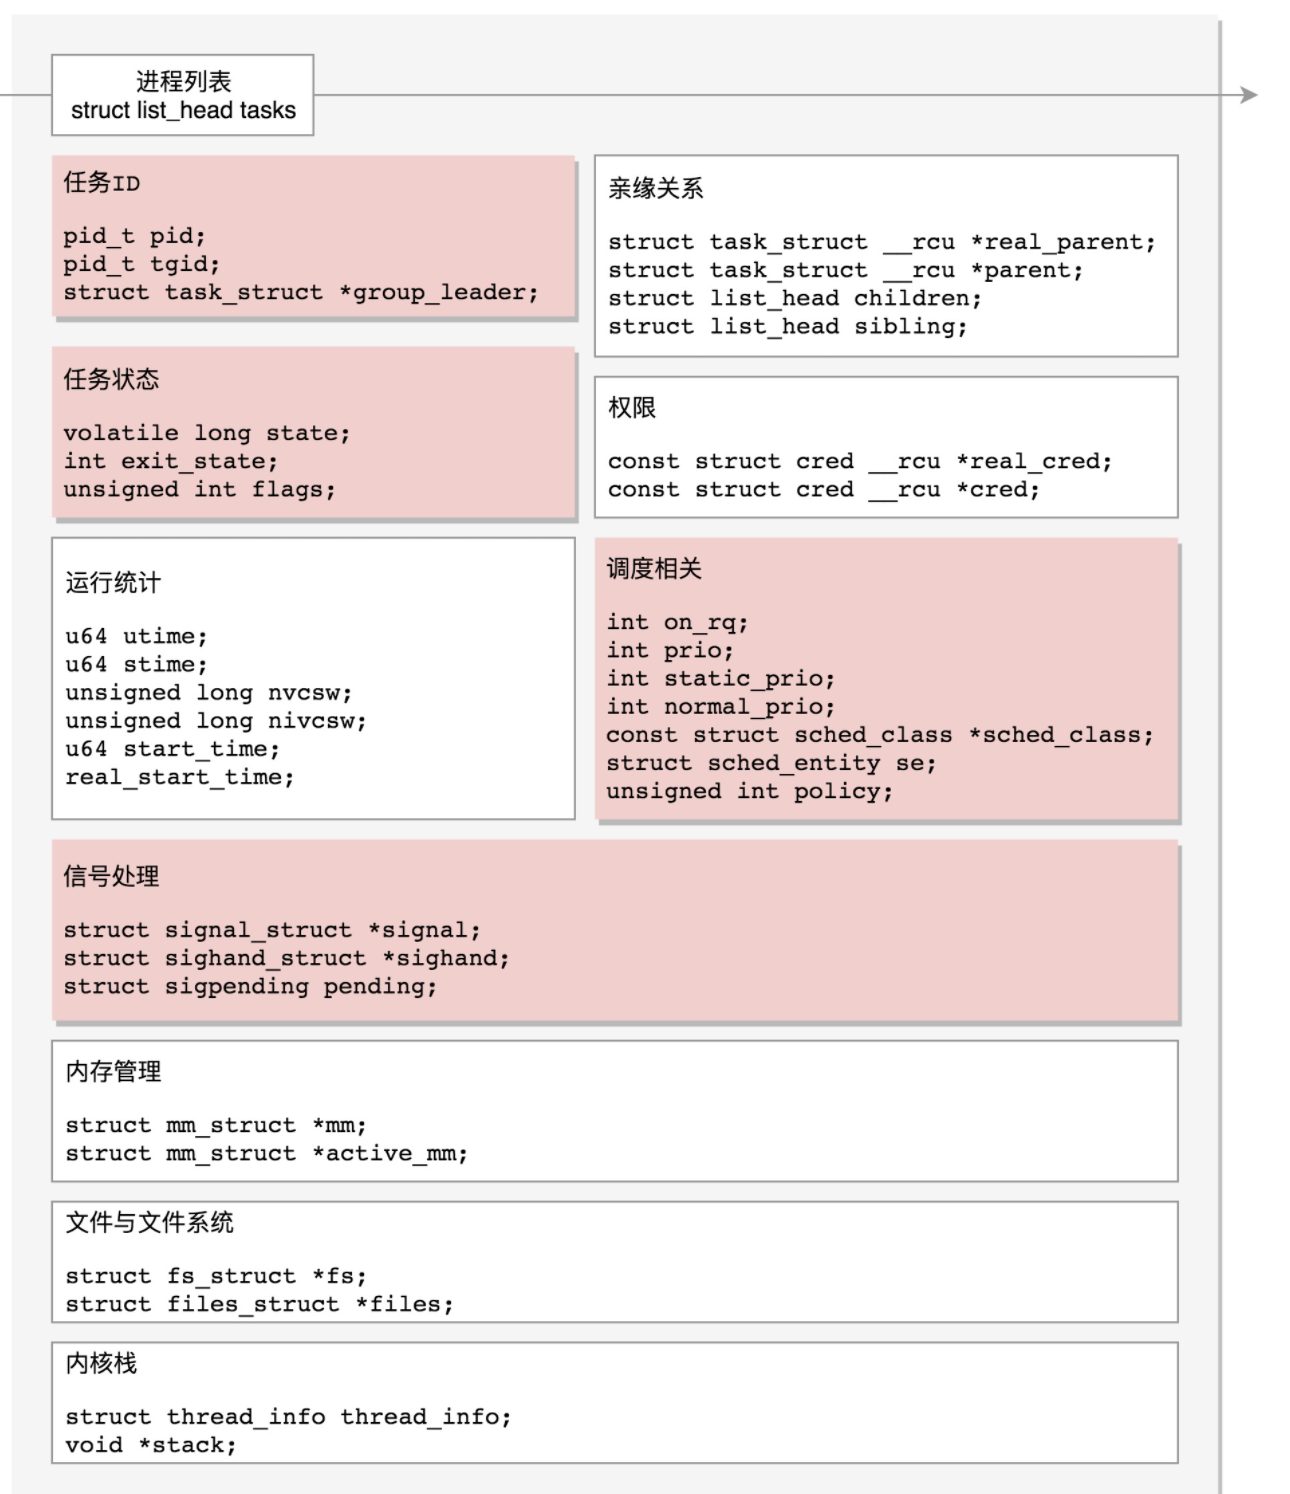 进程列表
struct list_head tasks
任务ID
pid_t pid;
pid_t tgid;
struct task_struct *group_leader;
亲缘关系
struct task_struct __rcu *real_parent;
struct task_struct __rcu *parent;
struct list_head children;
struct list_head sibling;
任务状态
volatile long state;
int exit_state;
unsigned int flags;
权限
const struct cred __rcu *real_cred;
const struct cred __rcu *cred;
运行统计
u64 utime;
u64 stime;
unsigned long nvcsw;
unsigned long nivcsw;
u64 start_time;
real_start_time;
调度相关
int on_rq;
int prio;
int static_prio;
int normal_prio;
const struct sched_class *sched_class;
struct sched_entity se;
unsigned int policy;
信号处理
struct signal_struct *signal;
struct sighand_struct *sighand;
struct sigpending pending;
内存管理
struct mm_struct *mm;
struct mm_struct *active_mm;
文件与文件系统
struct fs_struct *fs;
struct files_struct *files;
内核栈
struct thread_info thread_info;
void *stack;